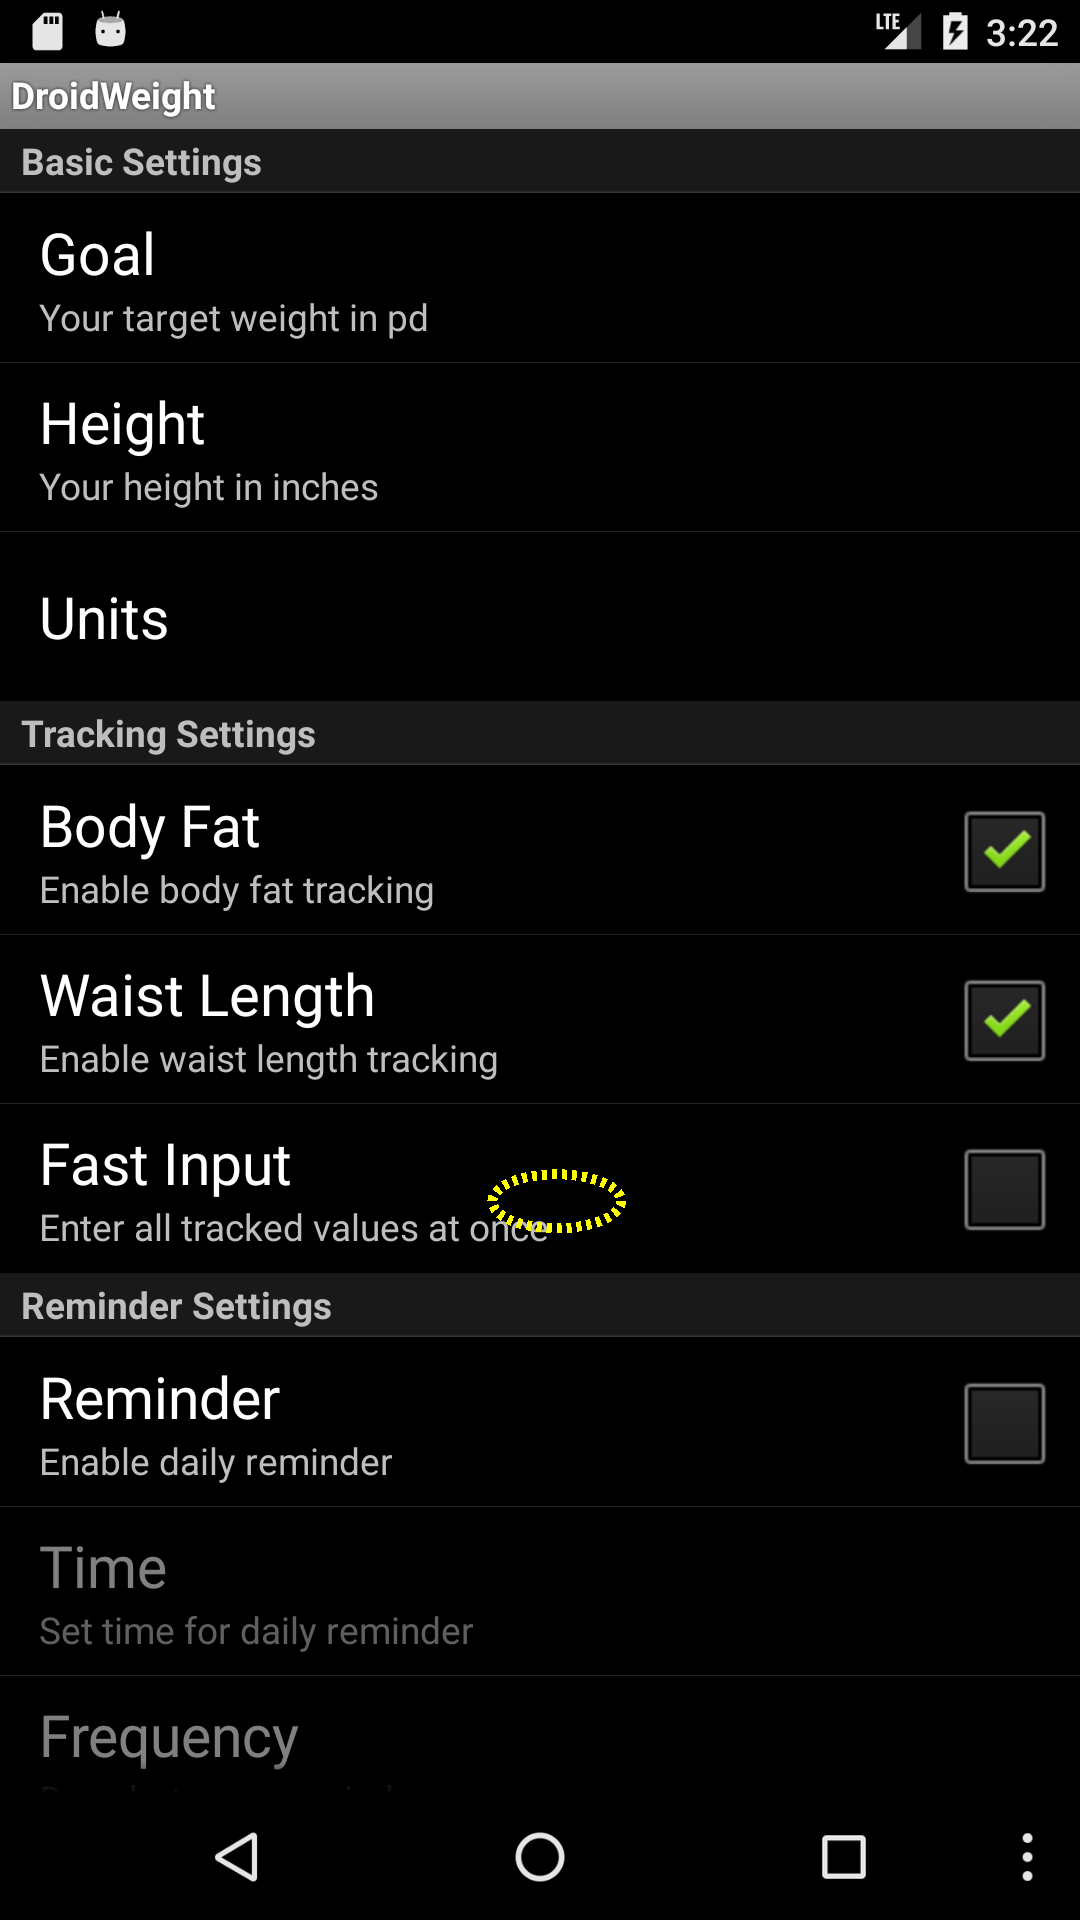 LTE 3:22
DroidWeight
Basic Settings
Goal
Your target weight in pd
Height
Your height in inches
Units
Tracking Settings
Body Fat
Enable body fat tracking
Waist Length
Enable waist length tracking
Fast Input
Enter all tracked values at once
Reminder Settings
Reminder
Enable daily reminder
Time
Set time for daily reminder
Frequency